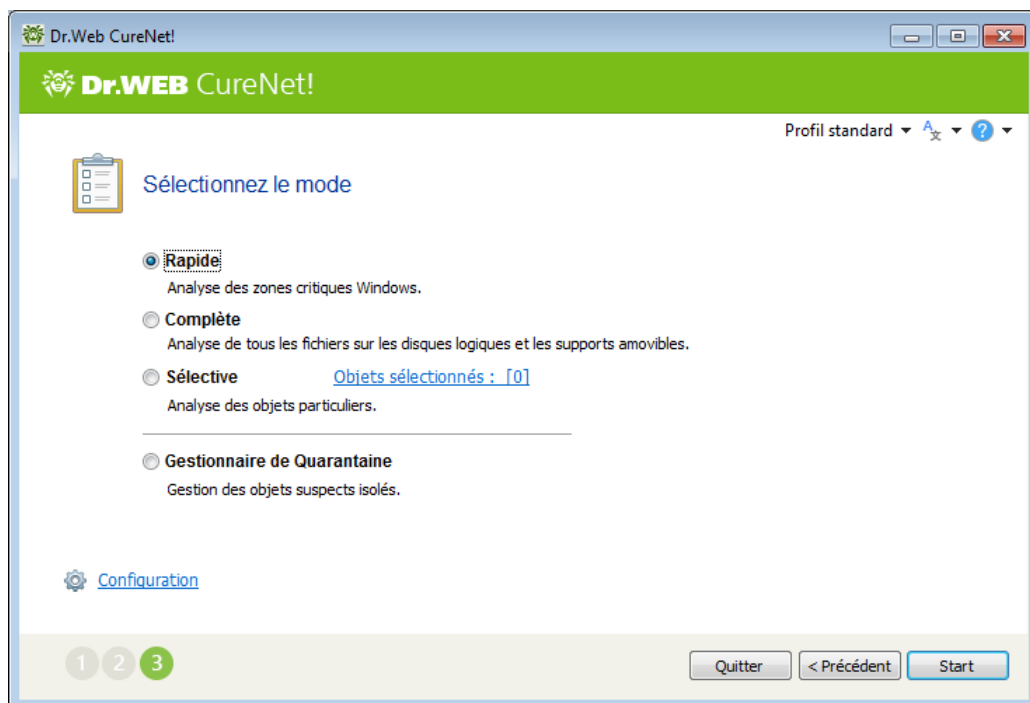 Dr.Web CureNet!
Dr.WEB CureNet!
Profil standard
A文
?
Sélectionnez le mode
Rapide
Analyse des zones critiques Windows.
Complète
Analyse de tous les fichiers sur les disques logiques et les supports amovibles.
Sélective Objets sélectionnés : [0]
Analyse des objets particuliers.
Gestionnaire de Quarantaine
Gestion des objets suspects isolés.
Configuration
1 2 3 Quitter < Précédent Start